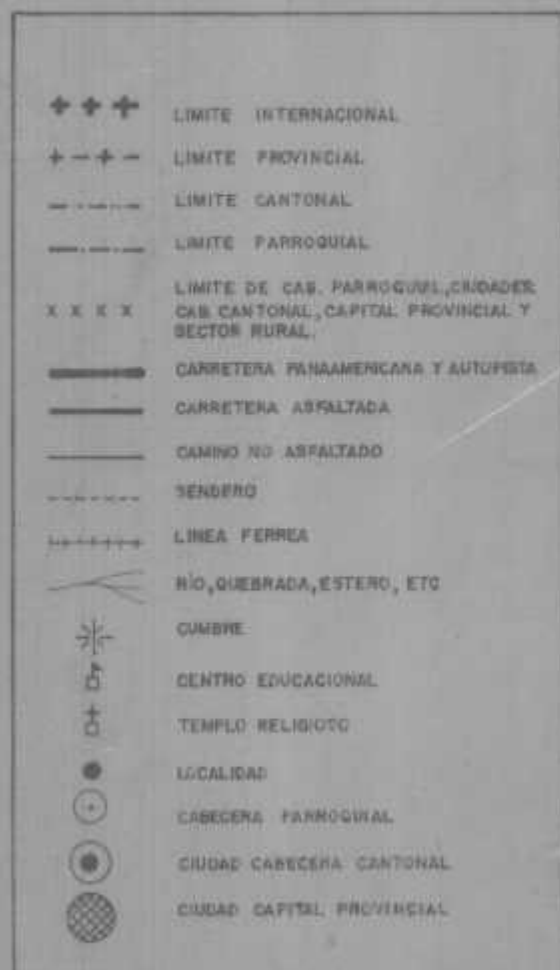 LIMITE INTERNACIONAL
LIMITE PROVINCIAL
LIMITE CANTONAL
LIMITE PARROQUIAL
LIMITE DE CAB. PARROQUIAL, CIUDADES,
X X X X CAB. CANTONAL, CAPITAL PROVINCIAL Y
SECTOR RURAL.
CARRETERA PANAAMERICANA Y AUTOPISTA
CARRETERA ASFALTADA
CAMINO NO ASFALTADO
SENDERO
LINEA FERREA
RÍO, QUEBRADA, ESTERO, ETC
CUMBRE
CENTRO EDUCACIONAL
TEMPLO RELIGIOTO
LOCALIDAD
CABECERA PARROQUIAL
CIUDAD CABECERA CANTONAL
CIUDAD CAPITAL PROVINCIAL